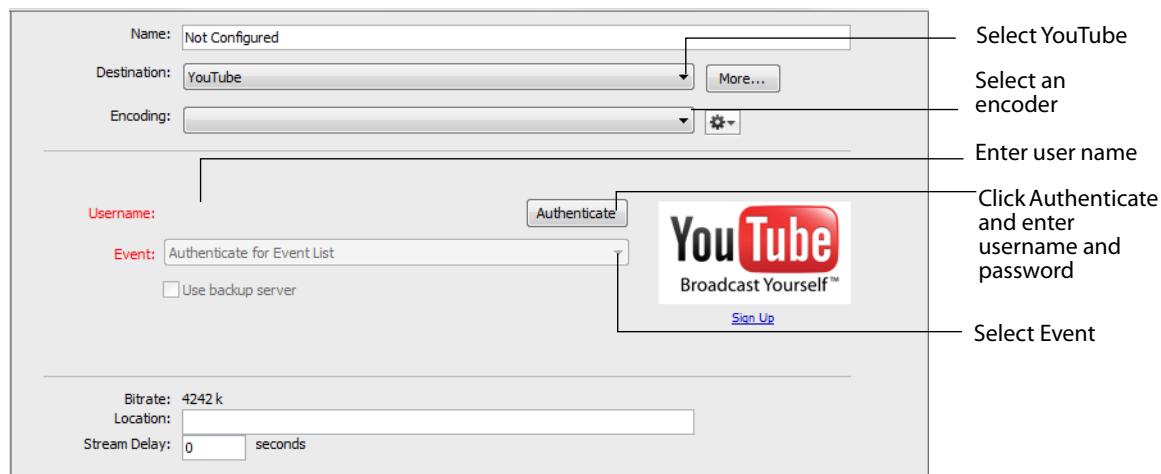 Name: Not Configured
Select YouTube
Destination: YouTube More...
Select an
encoder
Encoding:
Enter user name
Username: Authenticate
Click Authenticate
and enter
username and
password
Event: Authenticate for Event List
Use backup server
You Tube
Broadcast Yourself™
Sign Up
Select Event
Bitrate: 4242 k
Location:
Stream Delay: 0 seconds